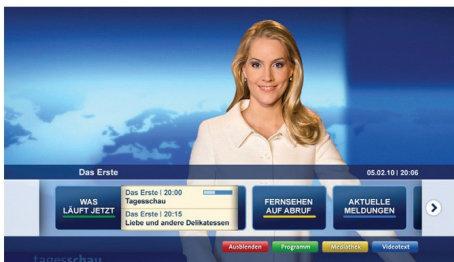 Das Erste
05.02.10 | 20:06
WAS
LÄUFT JETZT
Das Erste | 20:00
Tagesschau
Das Erste | 20:15
Liebe und andere Delikatessen
FERNSEHEN
AUF ABRUF
AKTUELLE
MELDUNGEN
Ausblenden
Programm
Mediathek
Videotext
tagesschau